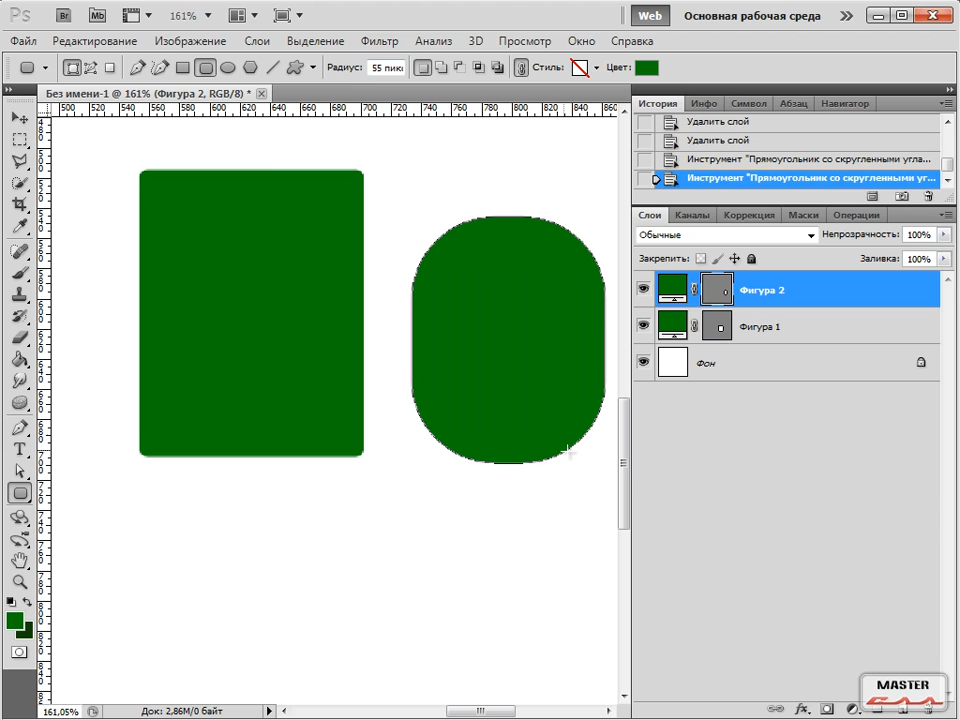 Ps Br Mb 161% Web Основная рабочая среда
Файл Редактирование Изображение Слои Выделение Фильтр Анализ 3D Просмотр Окно Справка
Радиус: 55 пикс Стиль: Цвет:
Без имени-1 @ 161% (Фигура 2, RGB/8) *
500 520 540 560 580 600 620 640 660 680 700 720 740 760 780 800 820 840 860
История Инфо Символ Абзац Навигатор
Удалить слой
Удалить слой
Инструмент "Прямоугольник со скругленными угла...
Инструмент "Прямоугольник со скругленными уг...
Слои Каналы Коррекция Маски Операции
Обычные Непрозрачность: 100%
Закрепить: Заливка: 100%
Фигура 2
Фигура 1
Фон
161,05% Док: 2,86M/0 байт
MASTER
css